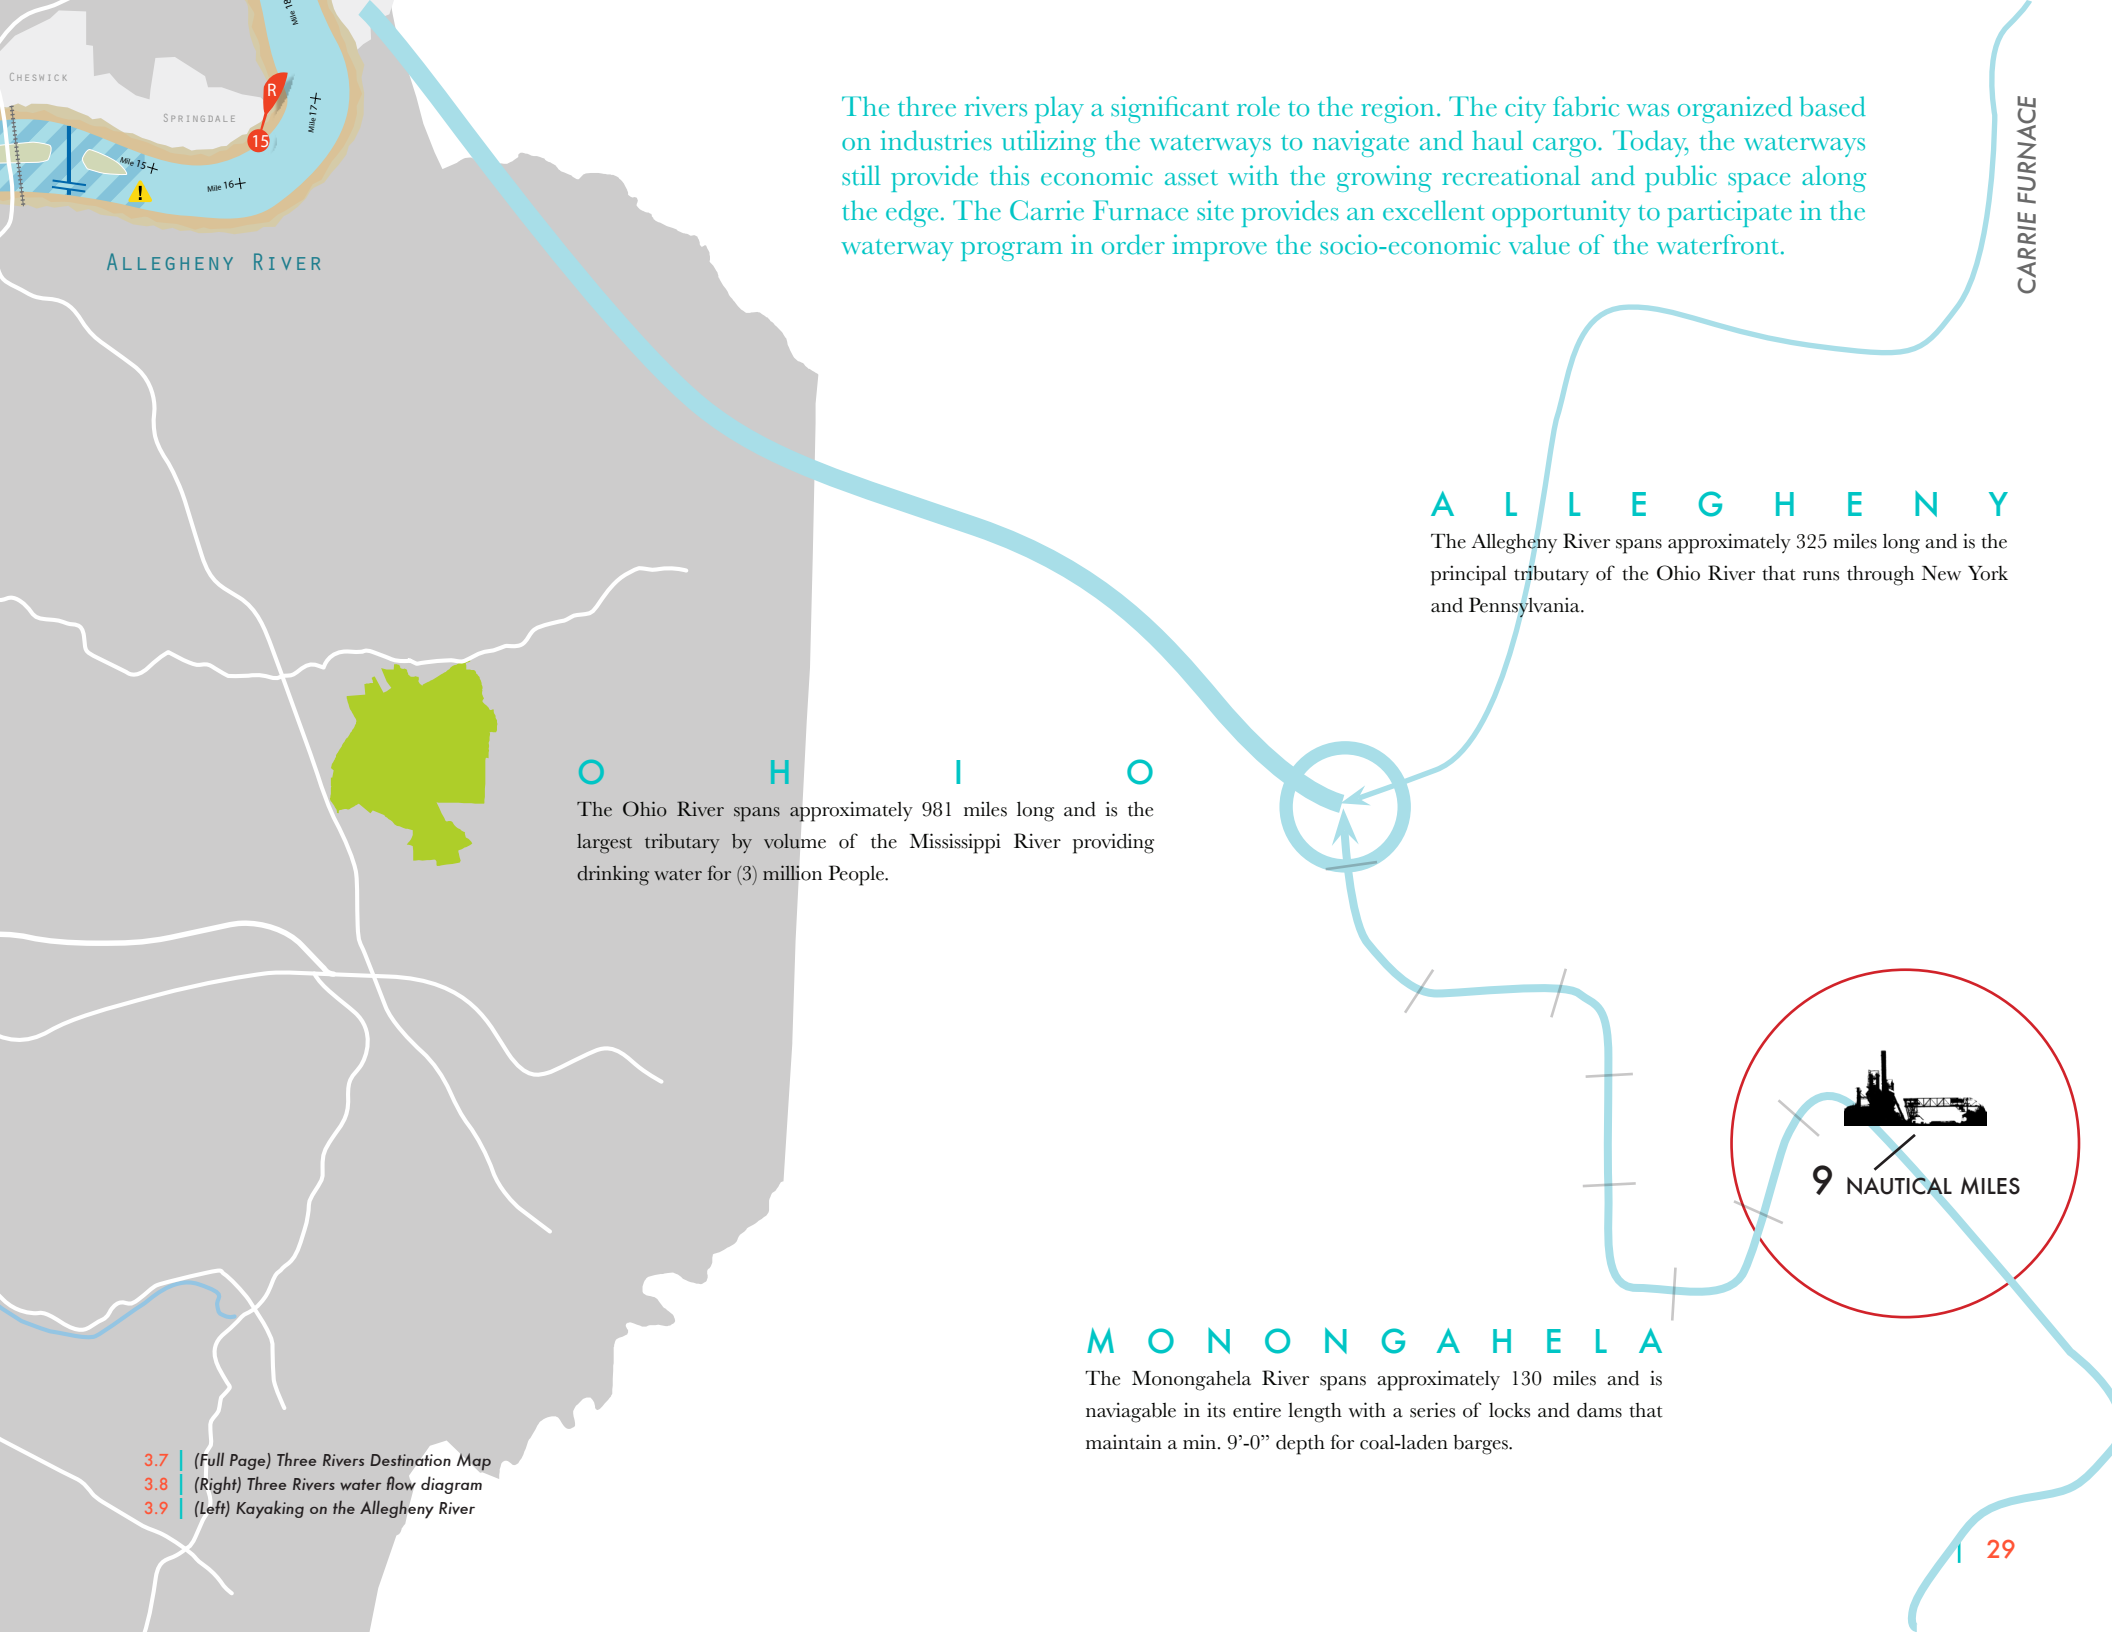 Mile 18
CHESWICK
R
Mile 17
SPRINGDALE
15
Mile 15
Mile 16
!
ALLEGHENY RIVER
The three rivers play a significant role to the region. The city fabric was organized based
on industries utilizing the waterways to navigate and haul cargo. Today, the waterways
still provide this economic asset with the growing recreational and public space along
the edge. The Carrie Furnace site provides an excellent opportunity to participate in the
waterway program in order improve the socio-economic value of the waterfront.
CARRIE FURNACE
ALLEGHENY
The Allegheny River spans approximately 325 miles long and is the
principal tributary of the Ohio River that runs through New York
and Pennsylvania.
OHIO
The Ohio River spans approximately 981 miles long and is the
largest tributary by volume of the Mississippi River providing
drinking water for (3) million People.
9 NAUTICAL MILES
MONONGAHELA
The Monongahela River spans approximately 130 miles and is
naviagable in its entire length with a series of locks and dams that
maintain a min. 9’-0” depth for coal-laden barges.
3.7 | (Full Page) Three Rivers Destination Map
3.8 | (Right) Three Rivers water flow diagram
3.9 | (Left) Kayaking on the Allegheny River
| 29